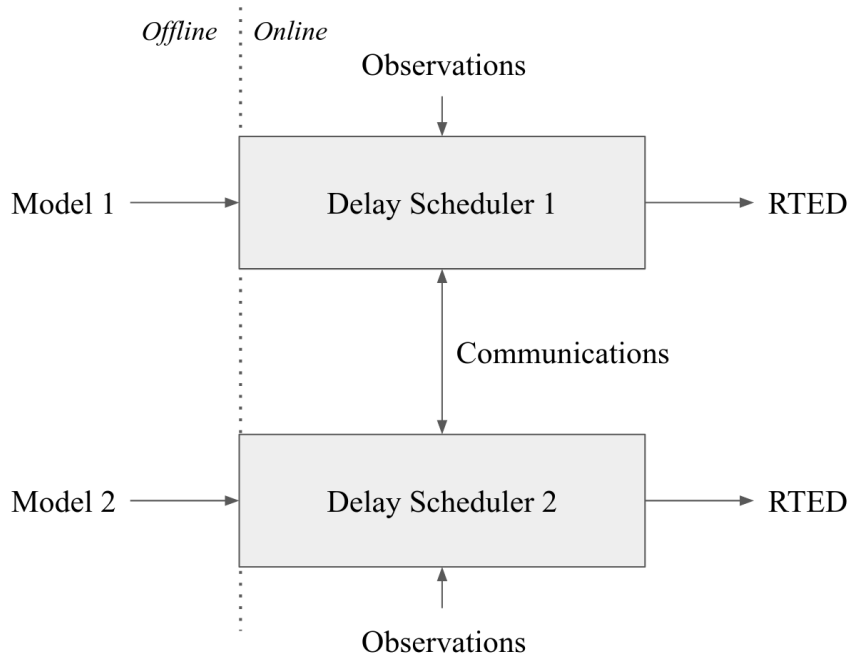 Offline
Online
Observations
Model 1
Delay Scheduler 1
RTED
Communications
Model 2
Delay Scheduler 2
RTED
Observations